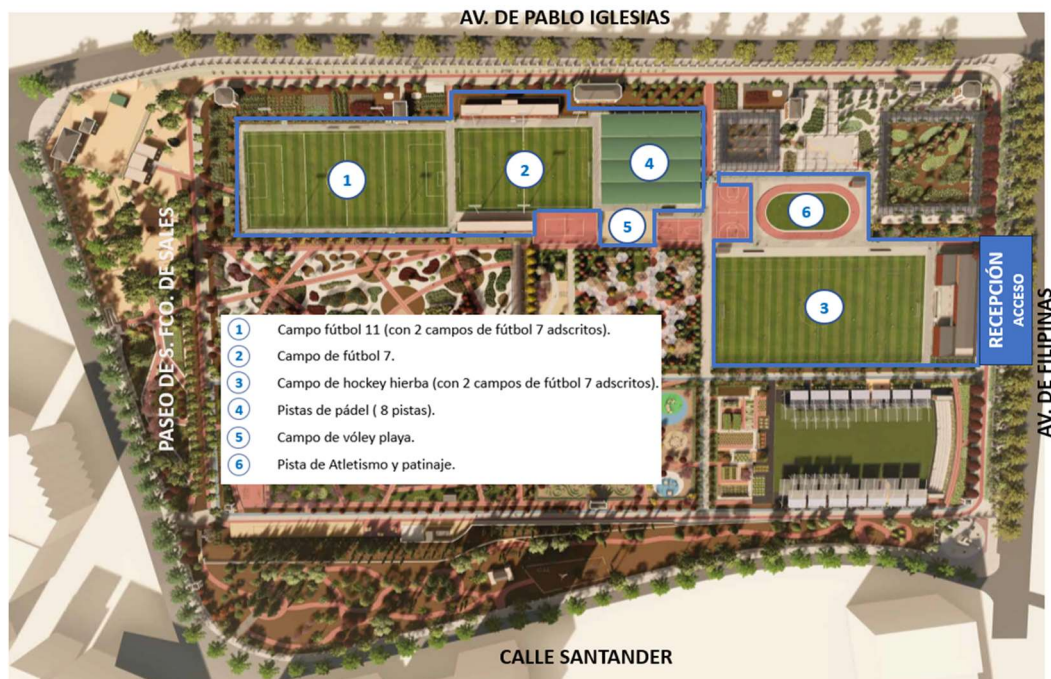 AV. DE PABLO IGLESIAS
1
2
4
5
6
3
PASEO DE S. FCO. DE SALES
RECEPCIÓN
ACCESO
AV. DE FILIPINAS
1 Campo fútbol 11 (con 2 campos de fútbol 7 adscritos).
2 Campo de fútbol 7.
3 Campo de hockey hierba (con 2 campos de fútbol 7 adscritos).
4 Pistas de pádel ( 8 pistas).
5 Campo de vóley playa.
6 Pista de Atletismo y patinaje.
CALLE SANTANDER